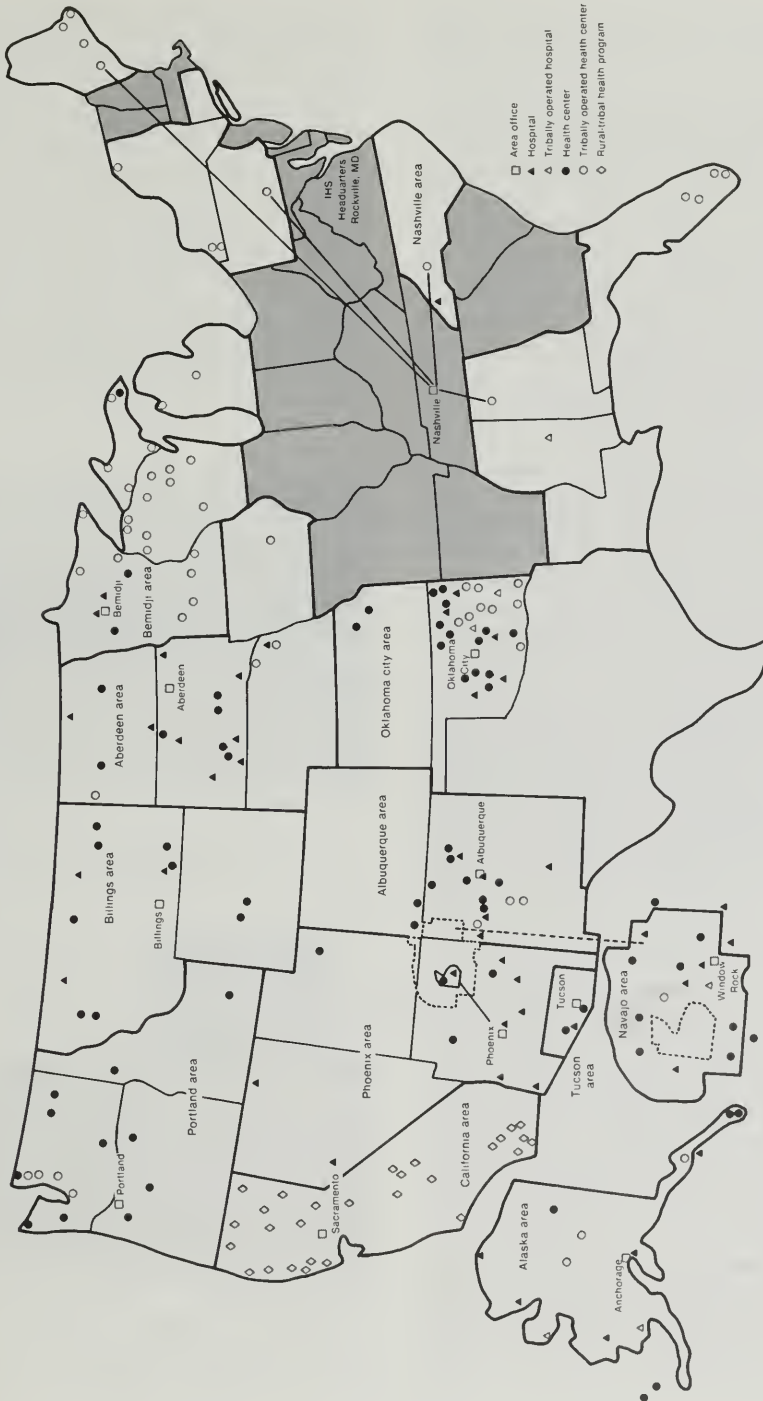 Portland
Portland area
Billings area
Billings
Aberdeen area
Aberdeen
Bemidji
Bemidji area
Sacramento
California area
Phoenix area
Phoenix
Tucson
Tucson
area
Albuquerque area
Albuquerque
Oklahoma city area
Oklahoma
City
Nashville
Nashville area
IHS
Headuarters
Rockville, MD
Alaska area
Anchorage
Navajo area
Window
Rock
Area office
Hospital
Tribally operated hospital
Health center
Tribally operated health center
Rural-tribal health program